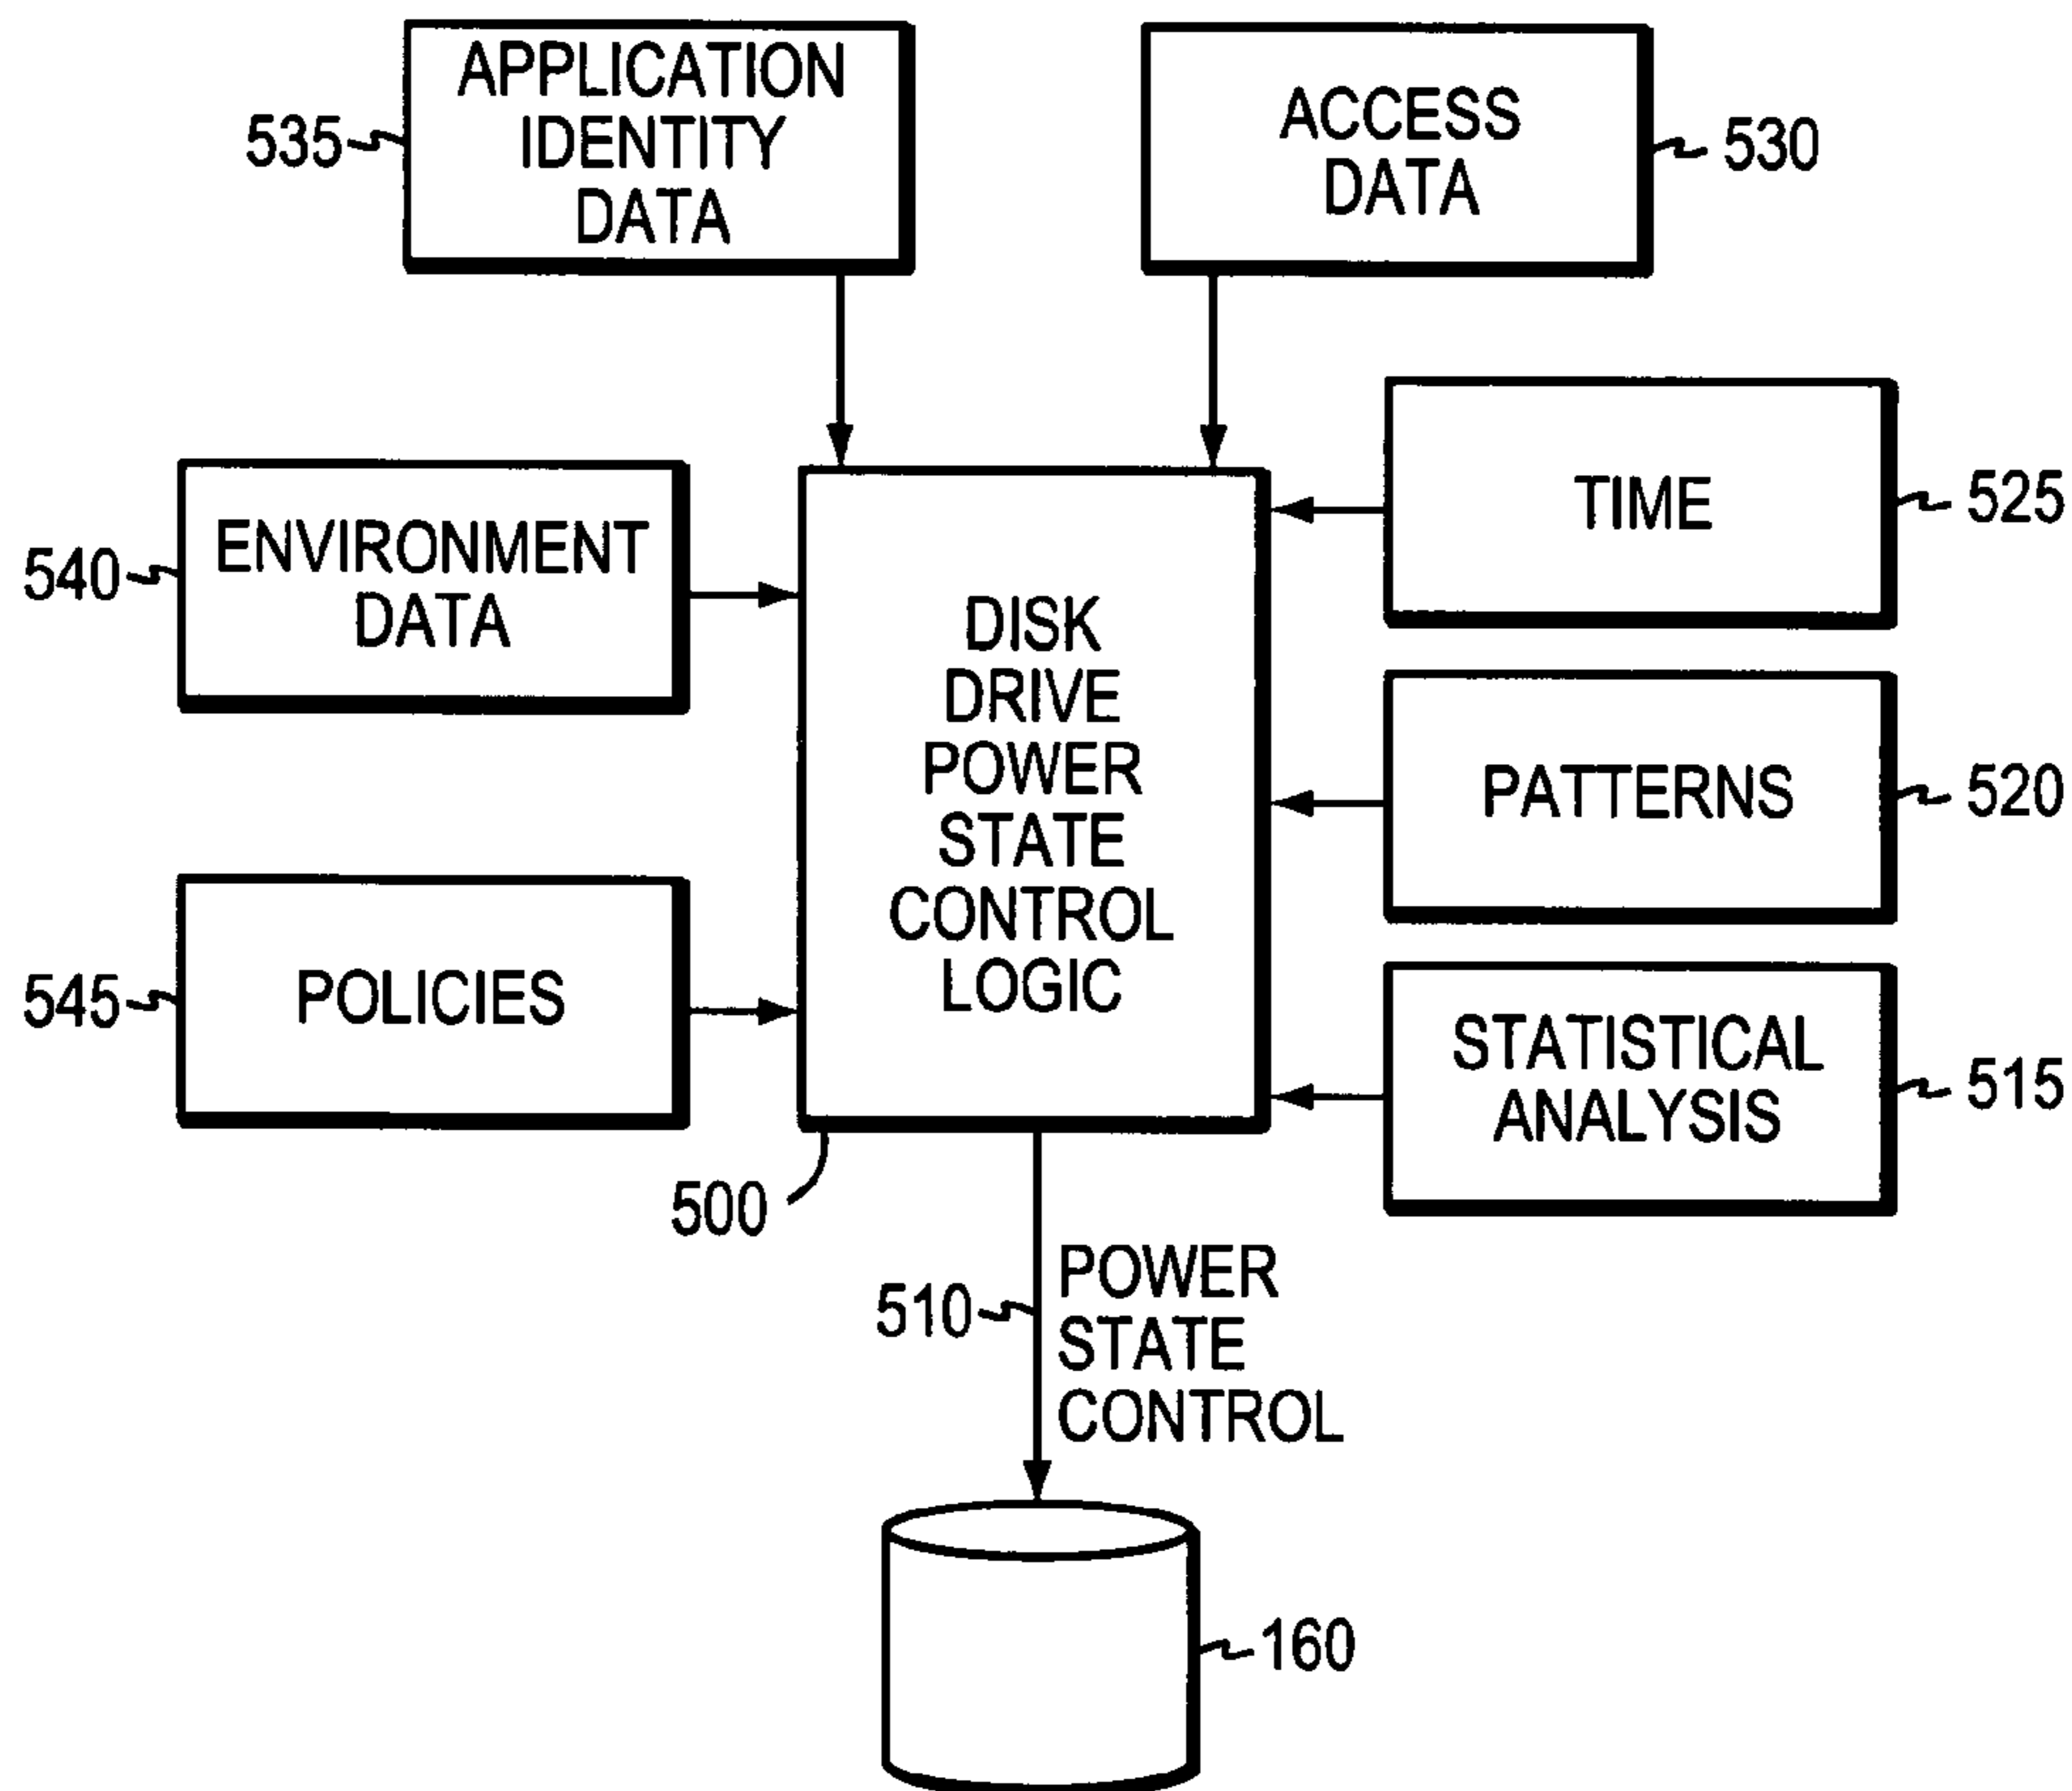 APPLICATION
IDENTITY
DATA
535
ACCESS
DATA
530
TIME
525
ENVIRONMENT
DATA
540
DISK
DRIVE
POWER
STATE
CONTROL
LOGIC
PATTERNS
520
POLICIES
545
STATISTICAL
ANALYSIS
515
500
510
POWER
STATE
CONTROL
160